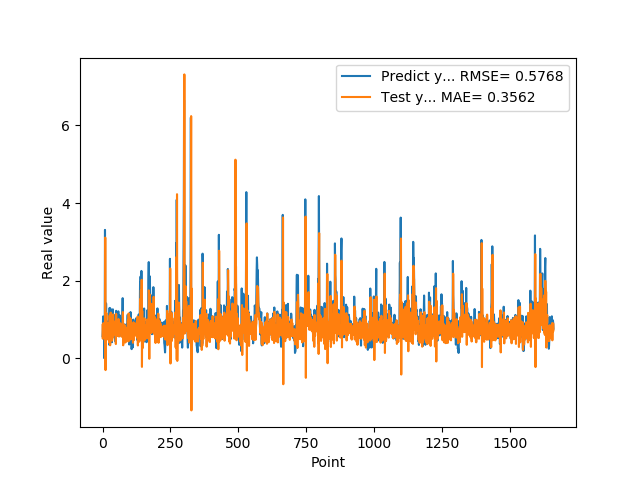 Predict y... RMSE= 0.5768
Test y... MAE= 0.3562
Real value
6
4
2
0
0 250 500 750 1000 1250 1500
Point